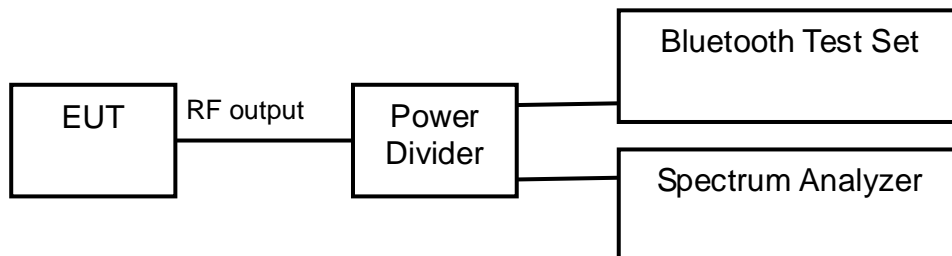 EUT
RF output
Power
Divider
Bluetooth Test Set
Spectrum Analyzer